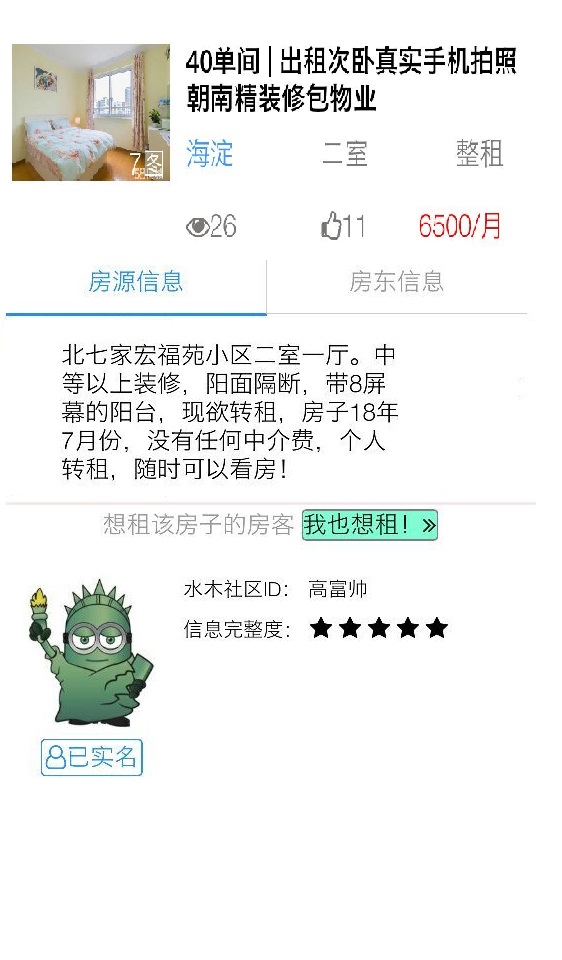 40单间 | 出租次卧真实手机拍照
朝南精装修包物业
7图
海淀 二室 整租
26 11 6500/月
房源信息 房东信息
北七家宏福苑小区二室一厅。中
等以上装修，阳面隔断，带8屏
幕的阳台，现欲转租，房子18年
7月份，没有任何中介费，个人
转租，随时可以看房！
想租该房子的房客 我也想租！»
水木社区ID： 高富帅
信息完整度： ★★★★★
已实名